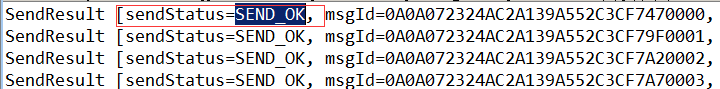 SendResult [sendStatus=SEND_OK, msgId=0A0A072324AC2A139A552C3CF7470000,
SendResult [sendStatus=SEND_OK, msgId=0A0A072324AC2A139A552C3CF79F0001,
SendResult [sendStatus=SEND_OK, msgId=0A0A072324AC2A139A552C3CF7A20002,
SendResult [sendStatus=SEND_OK, msgId=0A0A072324AC2A139A552C3CF7A70003,